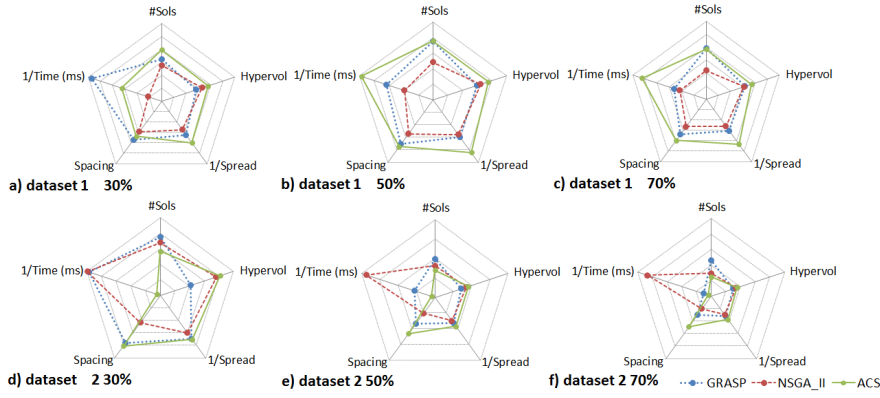 #Sols
1/Time (ms)
Hypervol
Spacing
1/Spread
a) dataset 1 30%
#Sols
1/Time (ms)
Hypervol
Spacing
1/Spread
b) dataset 1 50%
#Sols
1/Time (ms)
Hypervol
Spacing
1/Spread
c) dataset 1 70%
#Sols
1/Time (ms)
Hypervol
Spacing
1/Spread
d) dataset 2 30%
#Sols
1/Time (ms)
Hypervol
Spacing
1/Spread
e) dataset 2 50%
#Sols
1/Time (ms)
Hypervol
Spacing
1/Spread
f) dataset 2 70%
GRASP NSGA_II ACS